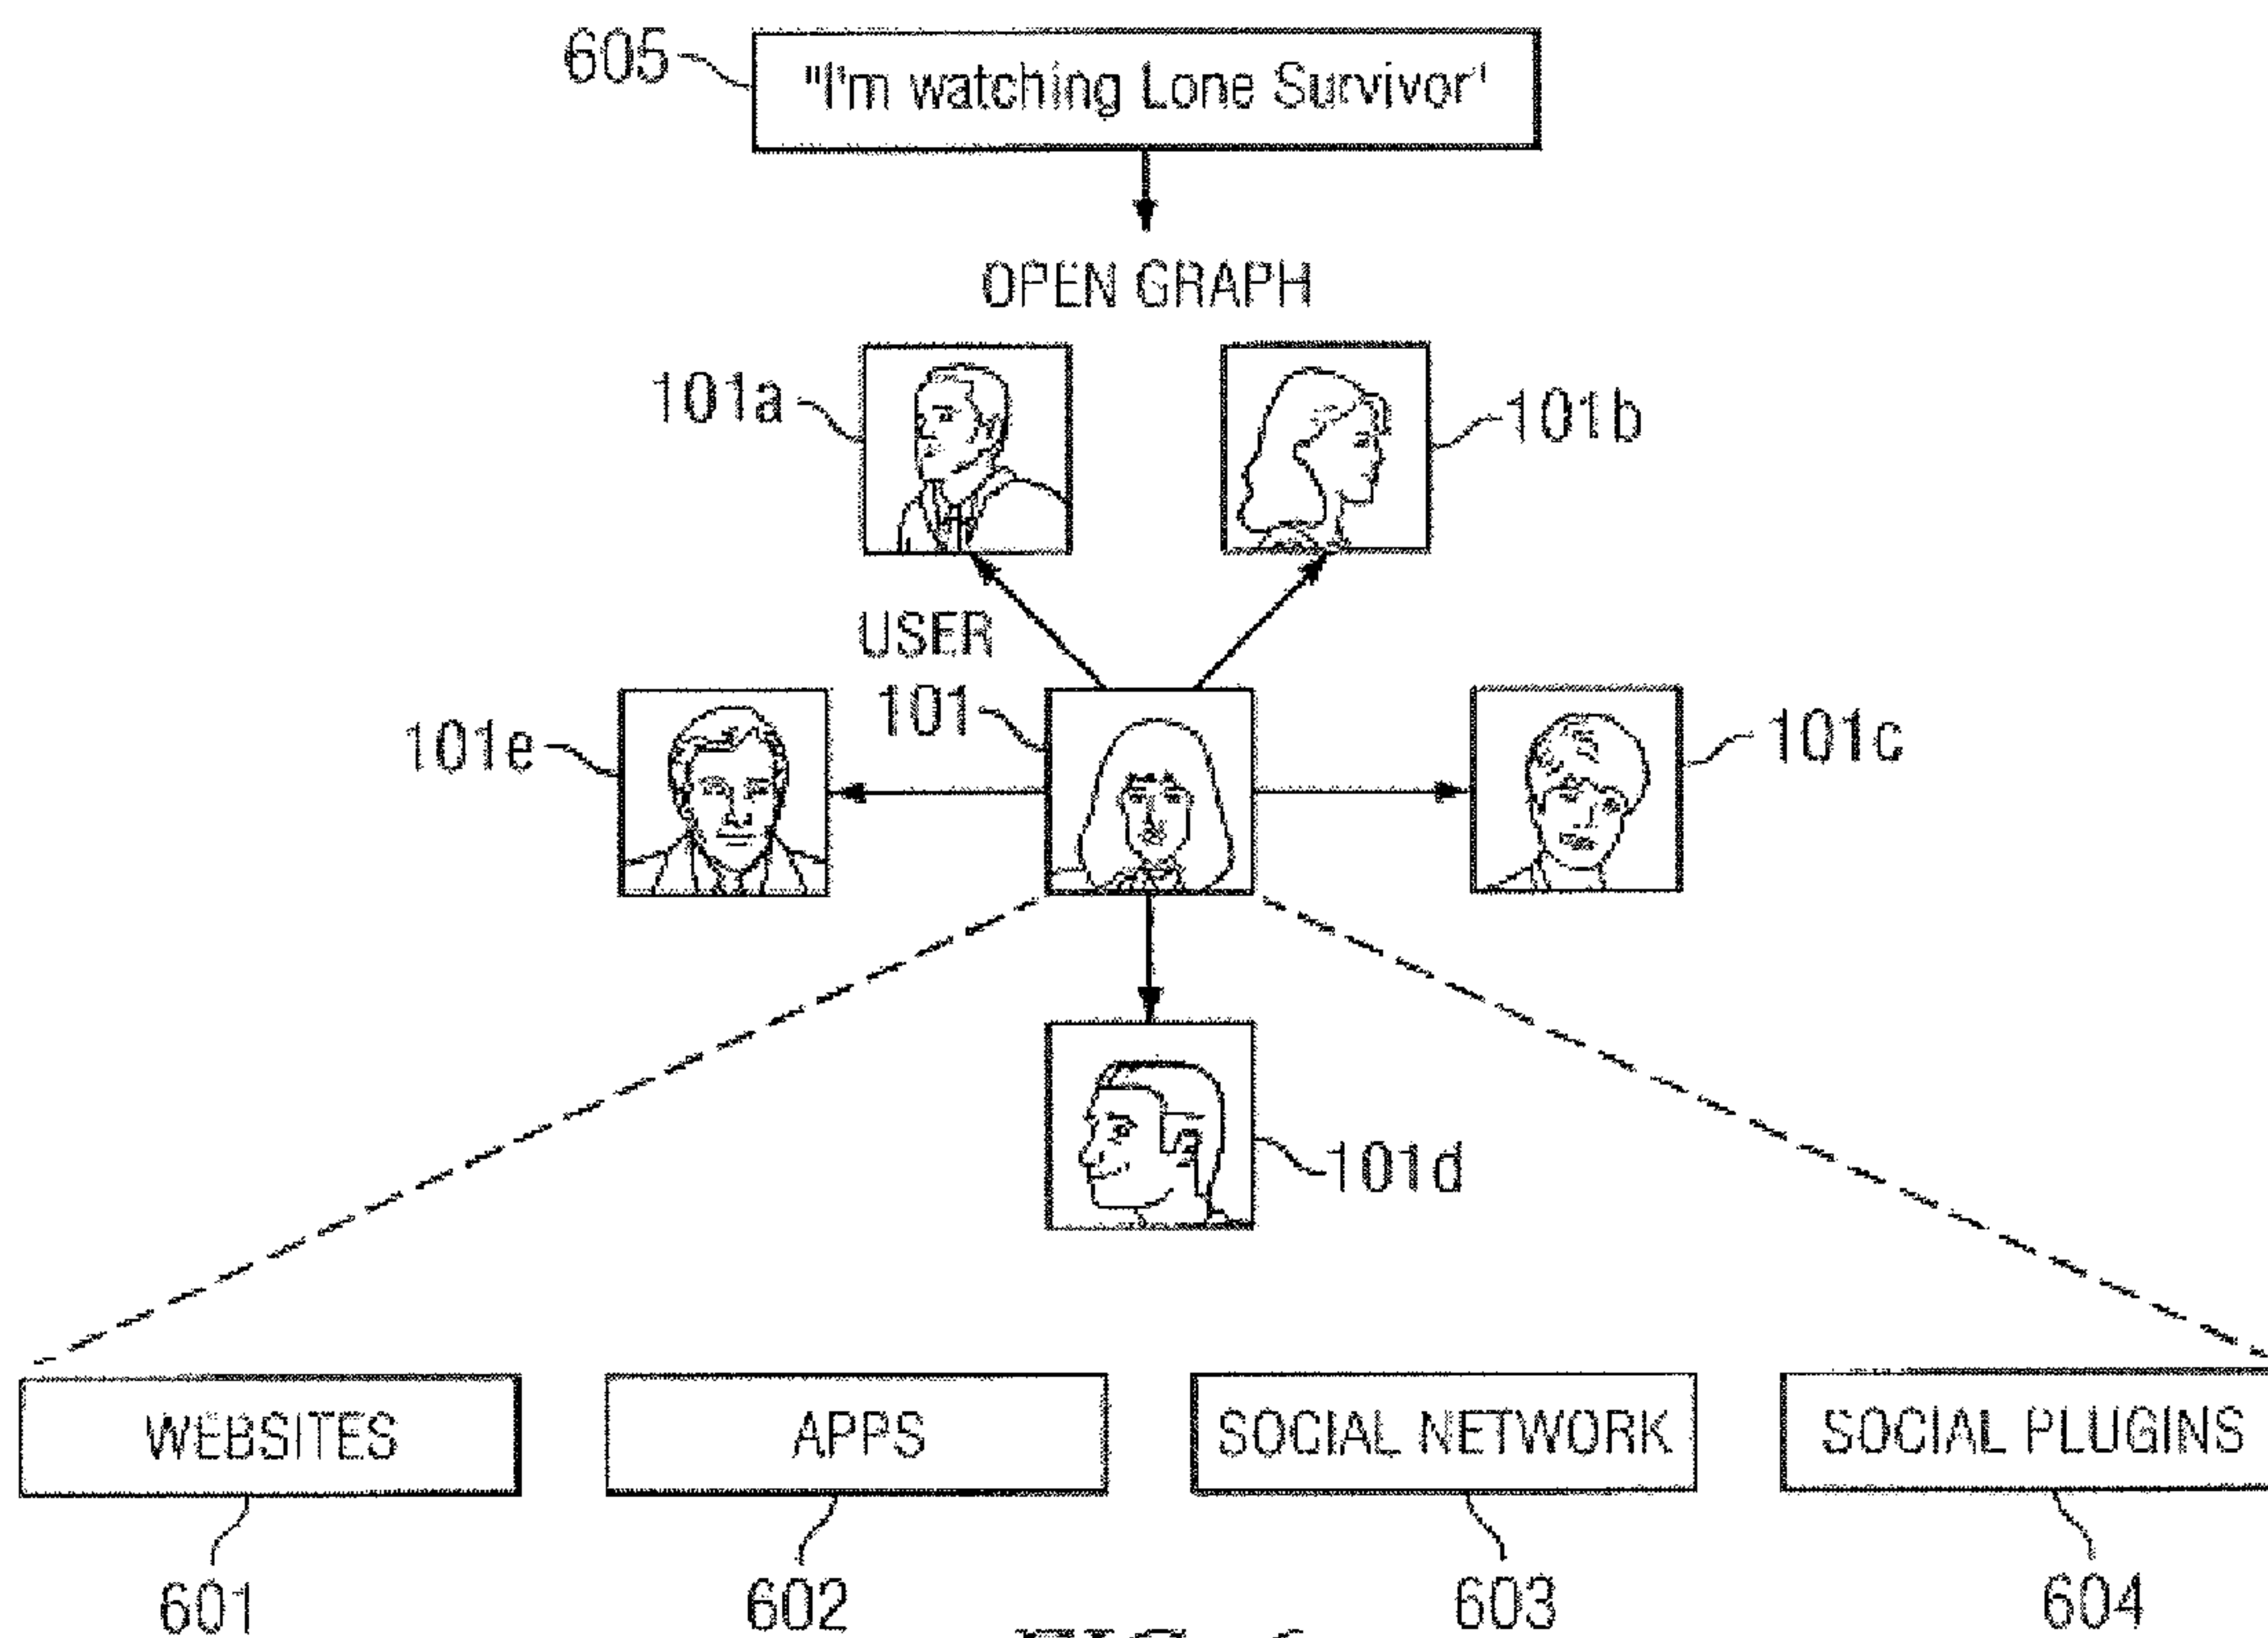 605
"I'm watching Lone Survivor"
OPEN GRAPH
101a
101b
USER
101
101e
101c
101d
WEBSITES
APPS
SOCIAL NETWORK
SOCIAL PLUGINS
601
602
603
604